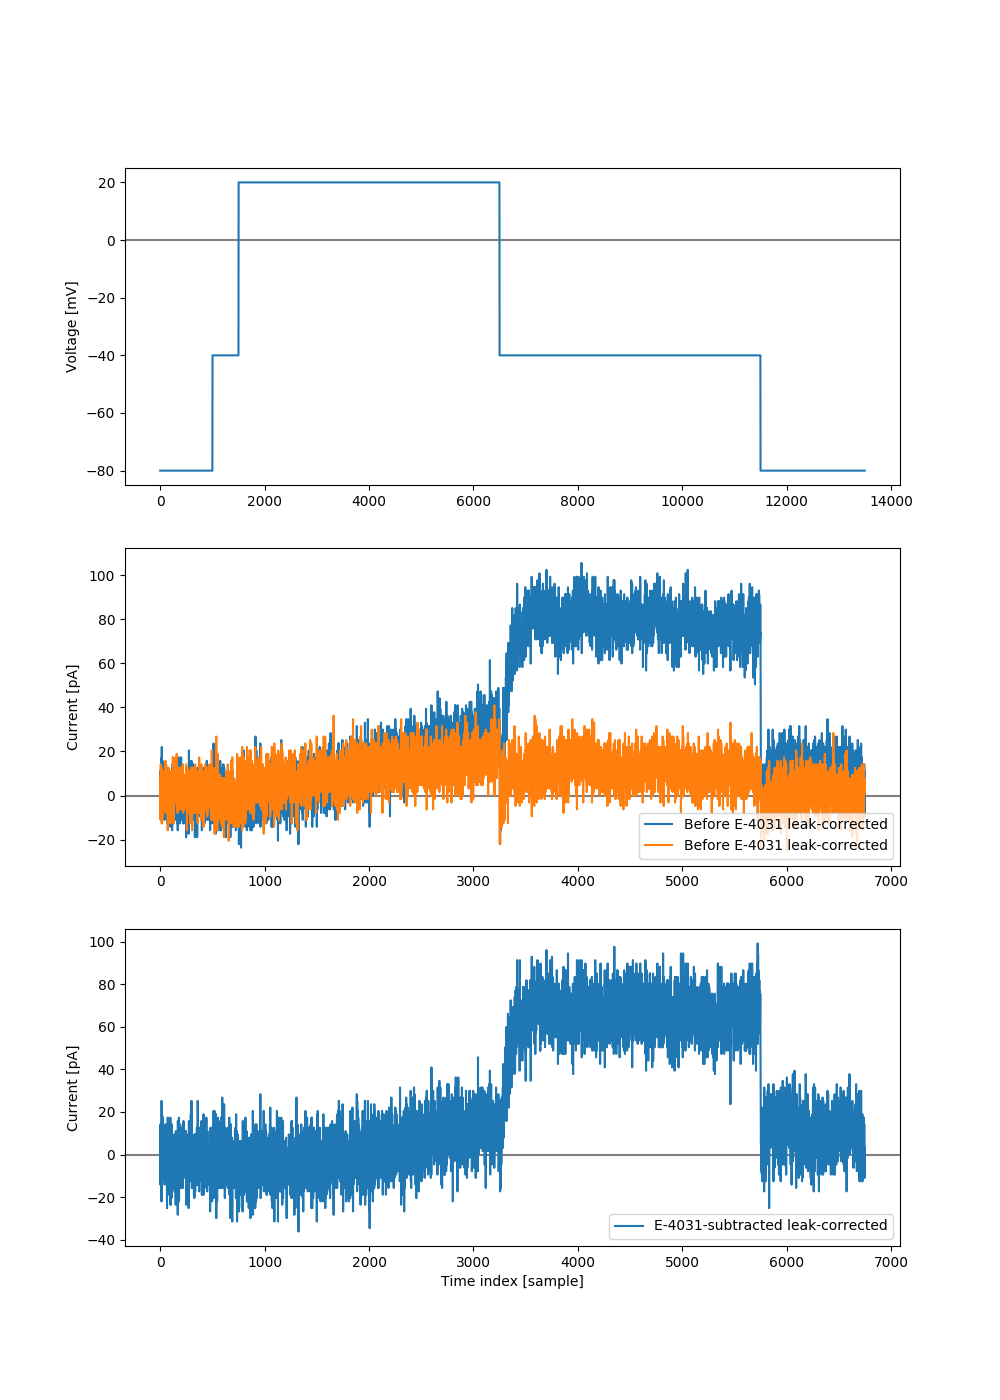 Voltage [mV]
20
0
−20
−40
−60
−80
0 2000 4000 6000 8000 10000 12000 14000
Current [pA]
100
80
60
40
20
0
−20
Before E-4031 leak-corrected
Before E-4031 leak-corrected
0 1000 2000 3000 4000 5000 6000 7000
Current [pA]
100
80
60
40
20
0
−20
−40
E-4031-subtracted leak-corrected
0 1000 2000 3000 4000 5000 6000 7000
Time index [sample]